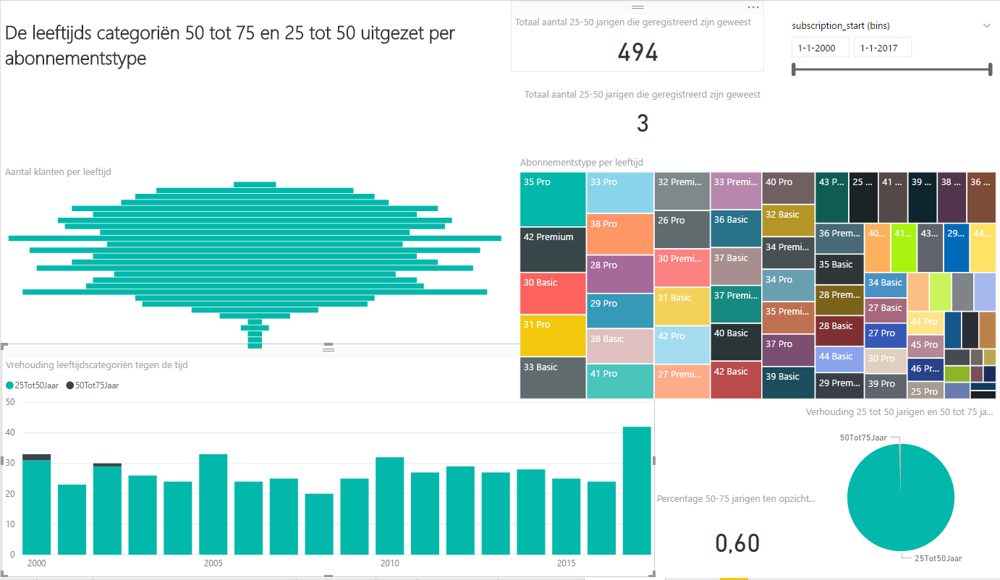 De leeftijds categoriën 50 tot 75 en 25 tot 50 uitgezet per
abonnementstype
Totaal aantal 25-50 jarigen die geregistreerd zijn geweest
494
Totaal aantal 25-50 jarigen die geregistreerd zijn geweest
3
subscription_start (bins)
1-1-2000 1-1-2017
Aantal klanten per leeftijd
Abonnementstype per leeftijd
35 Pro
42 Premium
30 Basic
31 Pro
33 Basic
33 Pro
38 Pro
28 Pro
29 Pro
38 Basic
41 Pro
32 Premi...
26 Pro
30 Premi...
31 Basic
42 Pro
27 Premi...
33 Premi...
36 Basic
37 Basic
37 Premi...
40 Basic
42 Basic
40 Pro
32 Basic
34 Premi...
34 Pro
35 Premi...
37 Pro
39 Basic
43 P...
25 ...
41 ...
39 ...
38 ...
36 ...
36 Prem...
35 Basic
28 Prem...
28 Basic
44 Basic
29 Prem...
40...
41...
43...
29...
44...
34 Basic
27 Basic
27 Pro
30 Pro
39 Pro
44 Pro
45 Pro
46 Pr...
25 Pro
Vrehouding leeftijdscategoriën tegen de tijd
25Tot50Jaar 50Tot75Jaar
50
40
30
20
10
0
2000 2005 2010 2015
Percentage 50-75 jarigen ten opzicht...
0,60
Verhouding 25 tot 50 jarigen en 50 tot 75 ja...
50Tot75Jaar
25Tot50Jaar